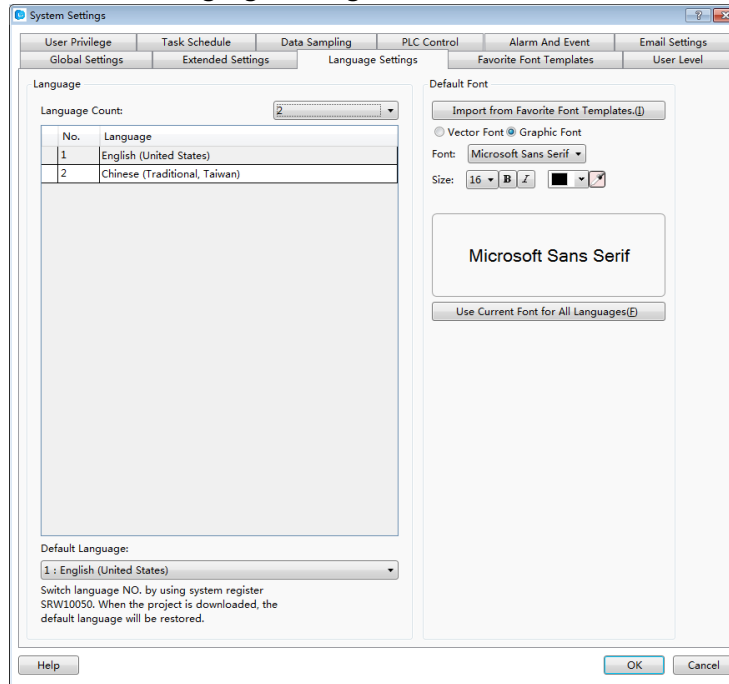 System Settings
User Privilege
Task Schedule
Data Sampling
PLC Control
Alarm And Event
Email Settings
Global Settings
Extended Settings
Language Settings
Favorite Font Templates
User Level
Language
Language Count:
2
No. Language
1 English (United States)
2 Chinese (Traditional, Taiwan)
Default Language:
1 : English (United States)
Switch language NO. by using system register
SRW10050. When the project is downloaded, the
default language will be restored.
Default Font
Import from Favorite Font Templates.(I)
Vector Font Graphic Font
Font: Microsoft Sans Serif
Size: 16 B I
Microsoft Sans Serif
Use Current Font for All Languages(F)
Help
OK
Cancel